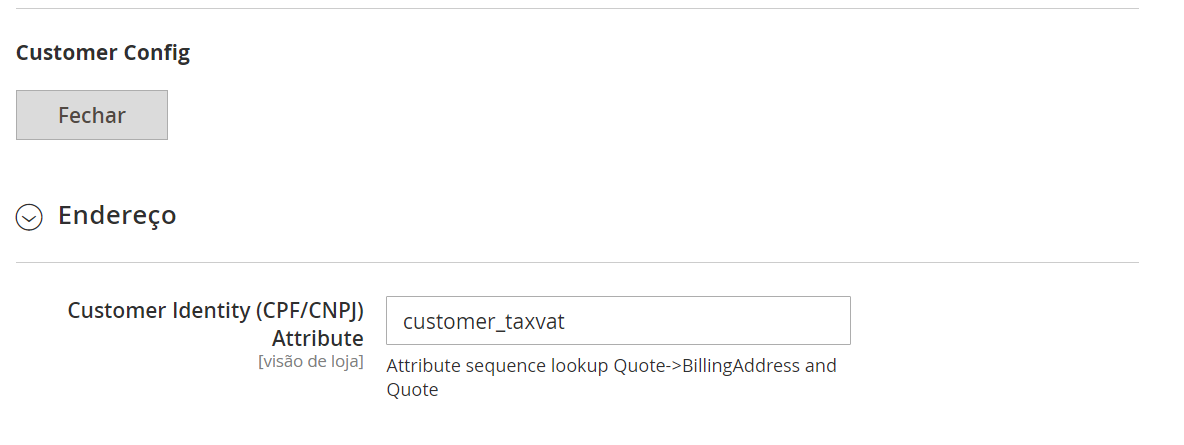 Customer Config
Fechar
Endereço
Customer Identity (CPF/CNPJ)
Attribute
[visão de loja]
customer_taxvat
Attribute sequence lookup Quote->BillingAddress and
Quote